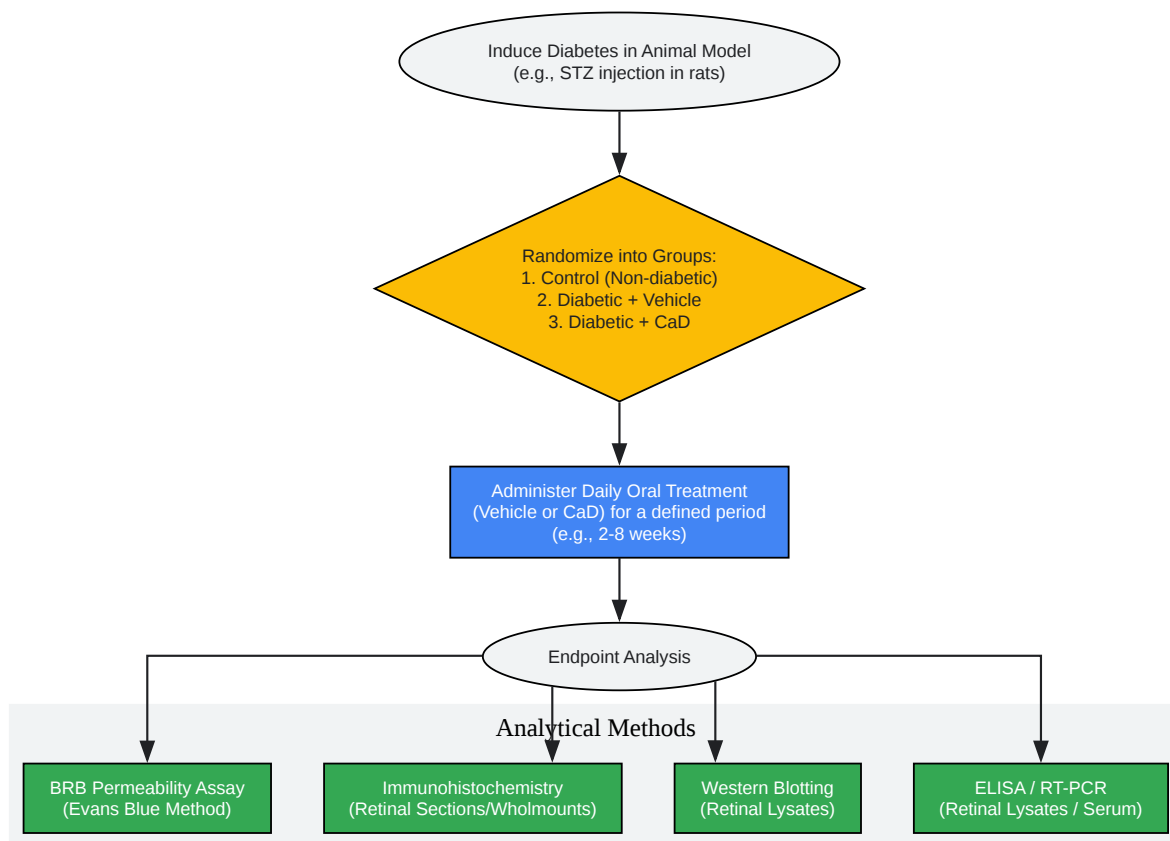 Induce Diabetes in Animal Model
(e.g., STZ injection in rats)
Randomize into Groups:
1. Control (Non-diabetic)
2. Diabetic + Vehicle
3. Diabetic + CaD
Administer Daily Oral Treatment
(Vehicle or CaD) for a defined period
(e.g., 2-8 weeks)
Endpoint Analysis
Analytical Methods
BRB Permeability Assay
(Evans Blue Method)
Immunohistochemistry
(Retinal Sections/Wholmounts)
Western Blotting
(Retinal Lysates)
ELISA / RT-PCR
(Retinal Lysates / Serum)